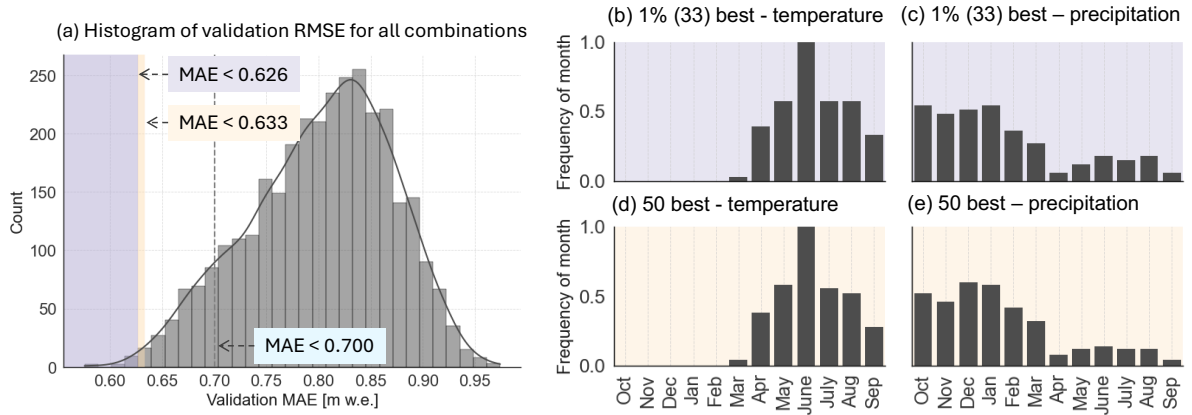 (a) Histogram of validation RMSE for all combinations
MAE < 0.626
MAE < 0.633
MAE < 0.700
Count
250
200
150
100
50
0
0.60 0.65 0.70 0.75 0.80 0.85 0.90 0.95
Validation MAE [m w.e.]
(b) 1% (33) best - temperature
Frequency of month
1.0
0.5
0.0
(c) 1% (33) best – precipitation
(d) 50 best - temperature
Frequency of month
1.0
0.5
0.0
Oct Nov Dec Jan Feb Mar Apr May June July Aug Sep
(e) 50 best – precipitation
Oct Nov Dec Jan Feb Mar Apr May June July Aug Sep